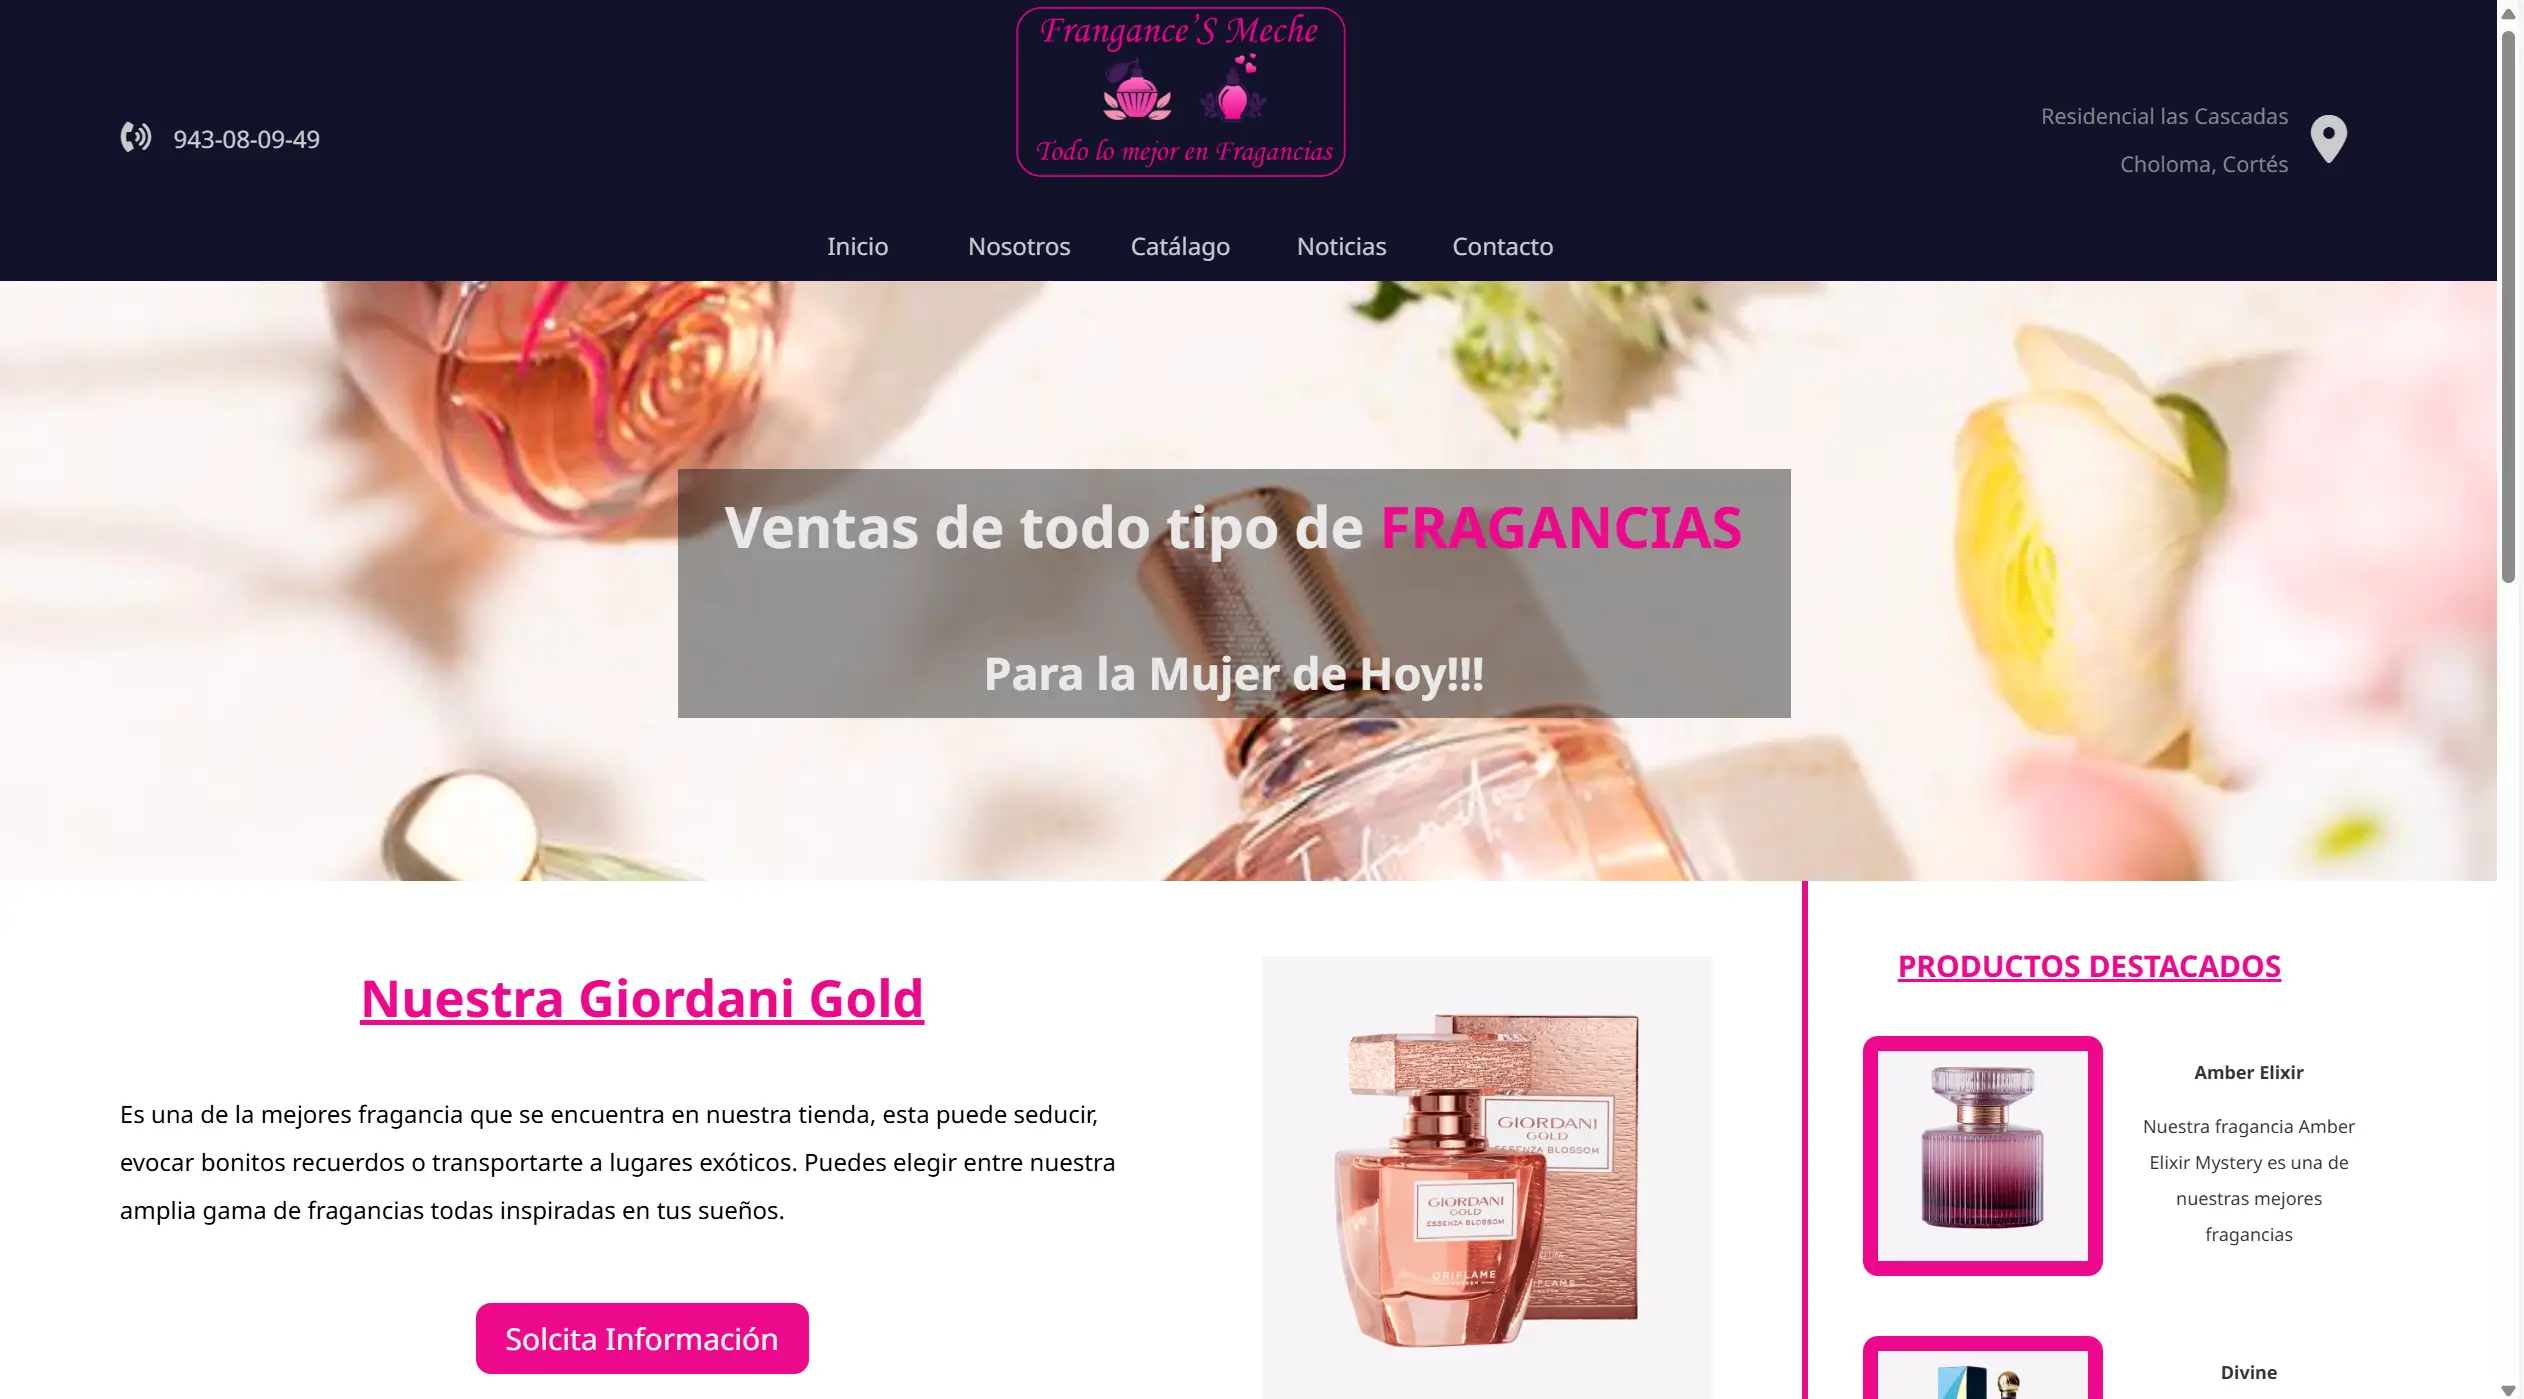 Frangance'S Meche
Todo lo mejor en Fragancias
943-08-09-49
Residencial las Cascadas
Choloma, Cortés
Inicio
Nosotros
Catálago
Noticias
Contacto
Ventas de todo tipo de FRAGANCIAS
Para la Mujer de Hoy!!!
Nuestra Giordani Gold
Es una de la mejores fragancia que se encuentra en nuestra tienda, esta puede seducir,
evocar bonitos recuerdos o transportarte a lugares exóticos. Puedes elegir entre nuestra
amplia gama de fragancias todas inspiradas en tus sueños.
Solcita Información
GIORDANI
GOLD
ESSENZA BLOSSOM
GIORDANI
GOLD
ESSENZA BLOSSOM
ORIFLAME
PRODUCTOS DESTACADOS
Amber Elixir
Nuestra fragancia Amber
Elixir Mystery es una de
nuestras mejores
fragancias
Divine